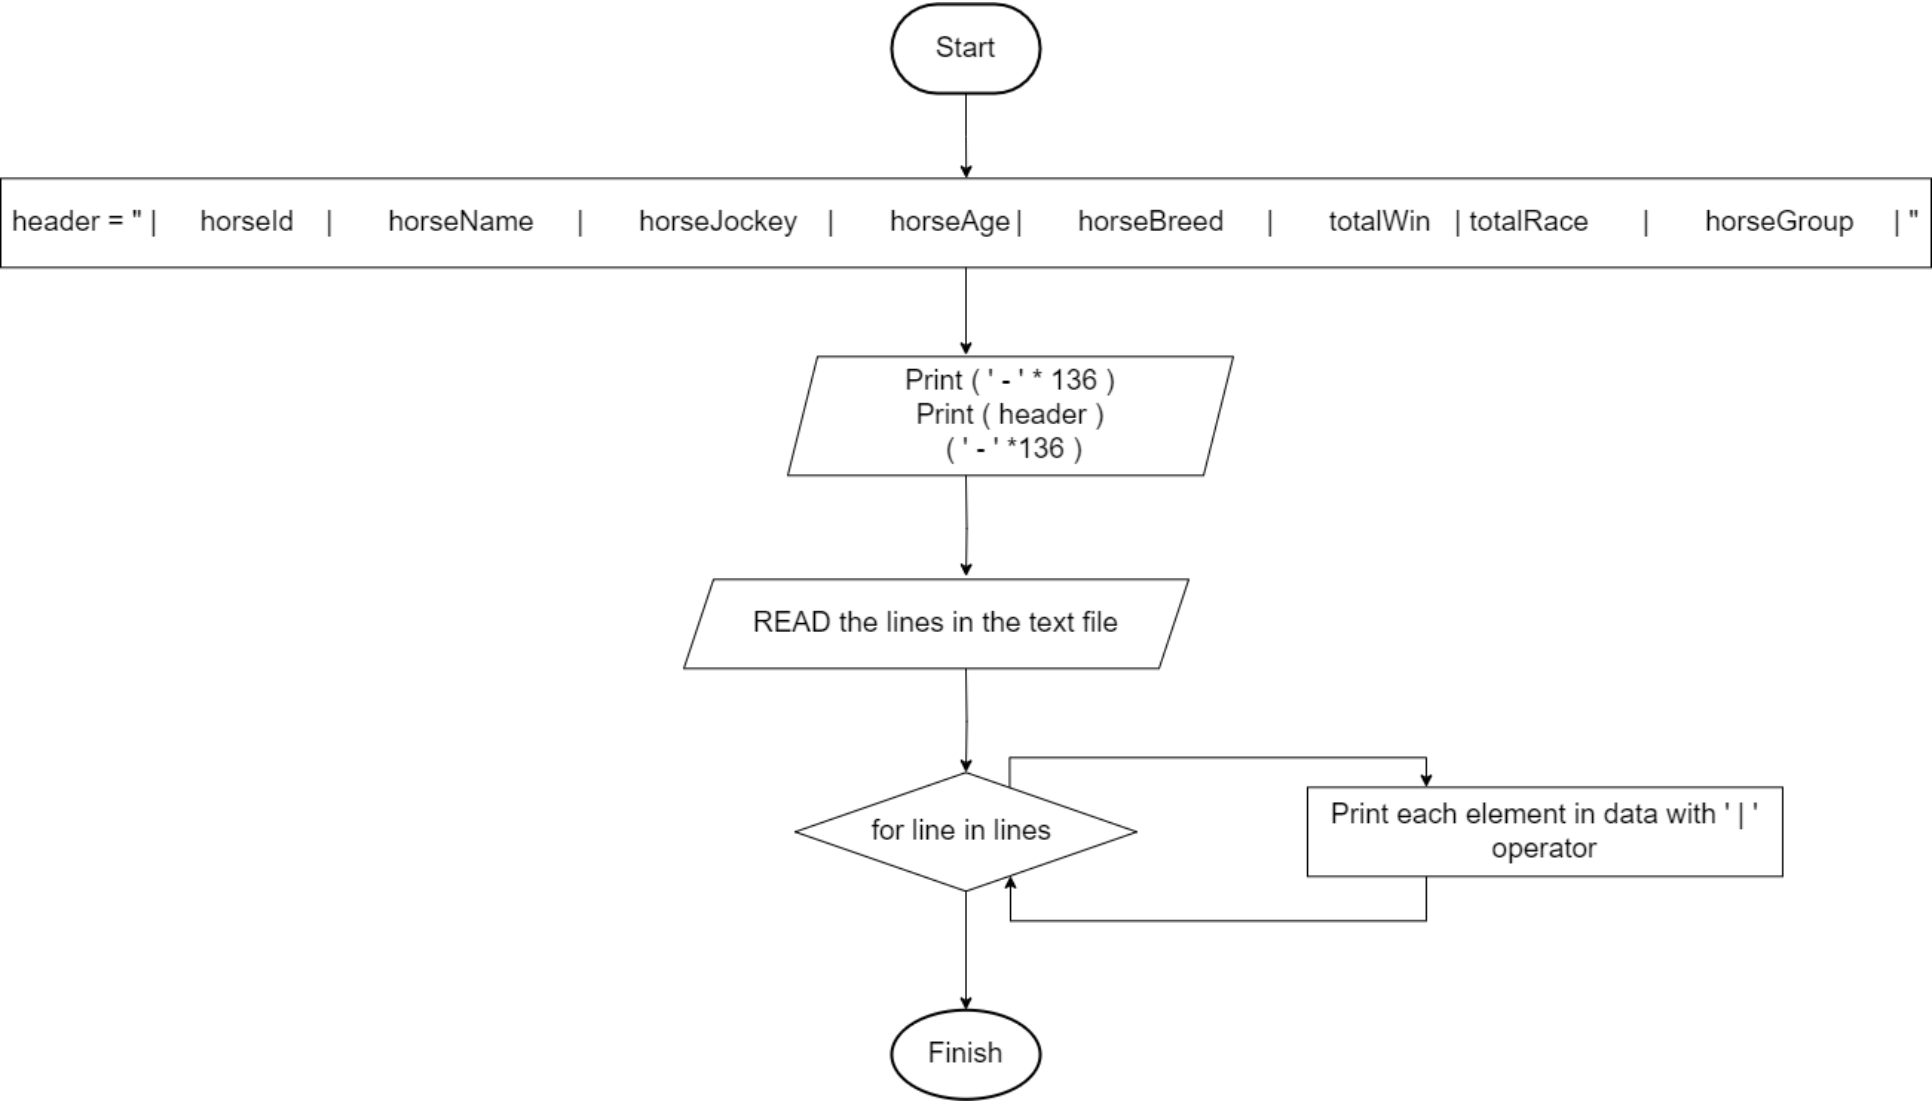 Start
header = " | horseId | horseName | horseJockey | horseAge | horseBreed | totalWin | totalRace | horseGroup | "
Print ( ' - ' * 136 )
Print ( header )
( ' - ' *136 )
READ the lines in the text file
for line in lines
Print each element in data with ' | '
operator
Finish